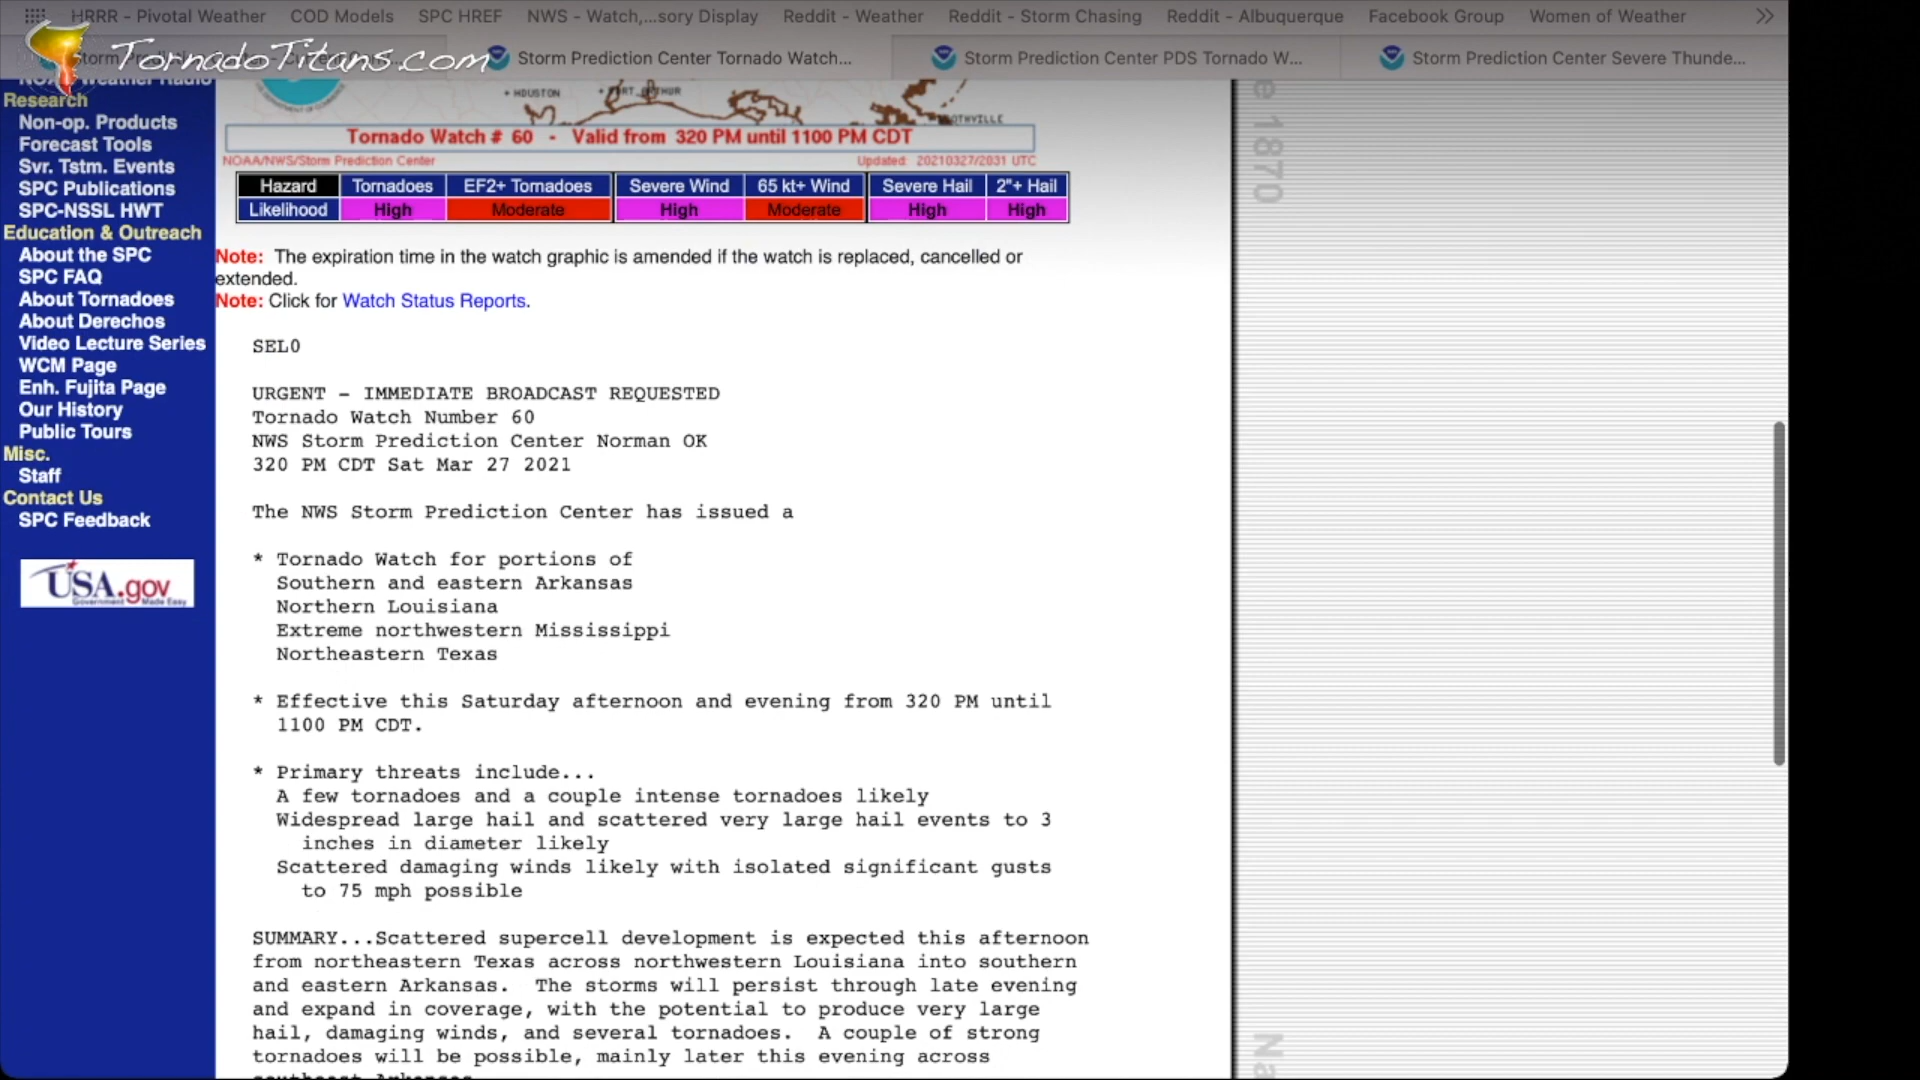 HRRR - Pivotal Weather COD Models SPC HREF NWS - Watch,...sory Display Reddit - Weather Reddit - Storm Chasing Reddit - Albuquerque Facebook Group Women of Weather
TornadoTitans.com
Storm Prediction Center Tornado Watch... Storm Prediction Center PDS Tornado W... Storm Prediction Center Severe Thunde...
NOAA Weather Radio
Research
Non-op. Products
Forecast Tools
Svr. Tstm. Events
SPC Publications
SPC-NSSL HWT
Education & Outreach
About the SPC
SPC FAQ
About Tornadoes
About Derechos
Video Lecture Series
WCM Page
Enh. Fujita Page
Our History
Public Tours
Misc.
Staff
Contact Us
SPC Feedback
USA.gov
Government Made Easy
HOUSTON
Tornado Watch # 60 - Valid from 320 PM until 1100 PM CDT
NOAA/NWS/Storm Prediction Center Updated: 20210327/2031 UTC
Hazard Tornadoes EF2+ Tornadoes Severe Wind 65 kt+ Wind Severe Hail 2"+ Hail
Likelihood High Moderate High Moderate High High
Note: The expiration time in the watch graphic is amended if the watch is replaced, cancelled or
extended.
Note: Click for Watch Status Reports.
SEL0
URGENT - IMMEDIATE BROADCAST REQUESTED
Tornado Watch Number 60
NWS Storm Prediction Center Norman OK
320 PM CDT Sat Mar 27 2021
The NWS Storm Prediction Center has issued a
* Tornado Watch for portions of
Southern and eastern Arkansas
Northern Louisiana
Extreme northwestern Mississippi
Northeastern Texas
* Effective this Saturday afternoon and evening from 320 PM until
1100 PM CDT.
* Primary threats include...
A few tornadoes and a couple intense tornadoes likely
Widespread large hail and scattered very large hail events to 3
inches in diameter likely
Scattered damaging winds likely with isolated significant gusts
to 75 mph possible
SUMMARY...Scattered supercell development is expected this afternoon
from northeastern Texas across northwestern Louisiana into southern
and eastern Arkansas. The storms will persist through late evening
and expand in coverage, with the potential to produce very large
hail, damaging winds, and several tornadoes. A couple of strong
tornadoes will be possible, mainly later this evening across
southeast Arkansas.
e 1870
Na